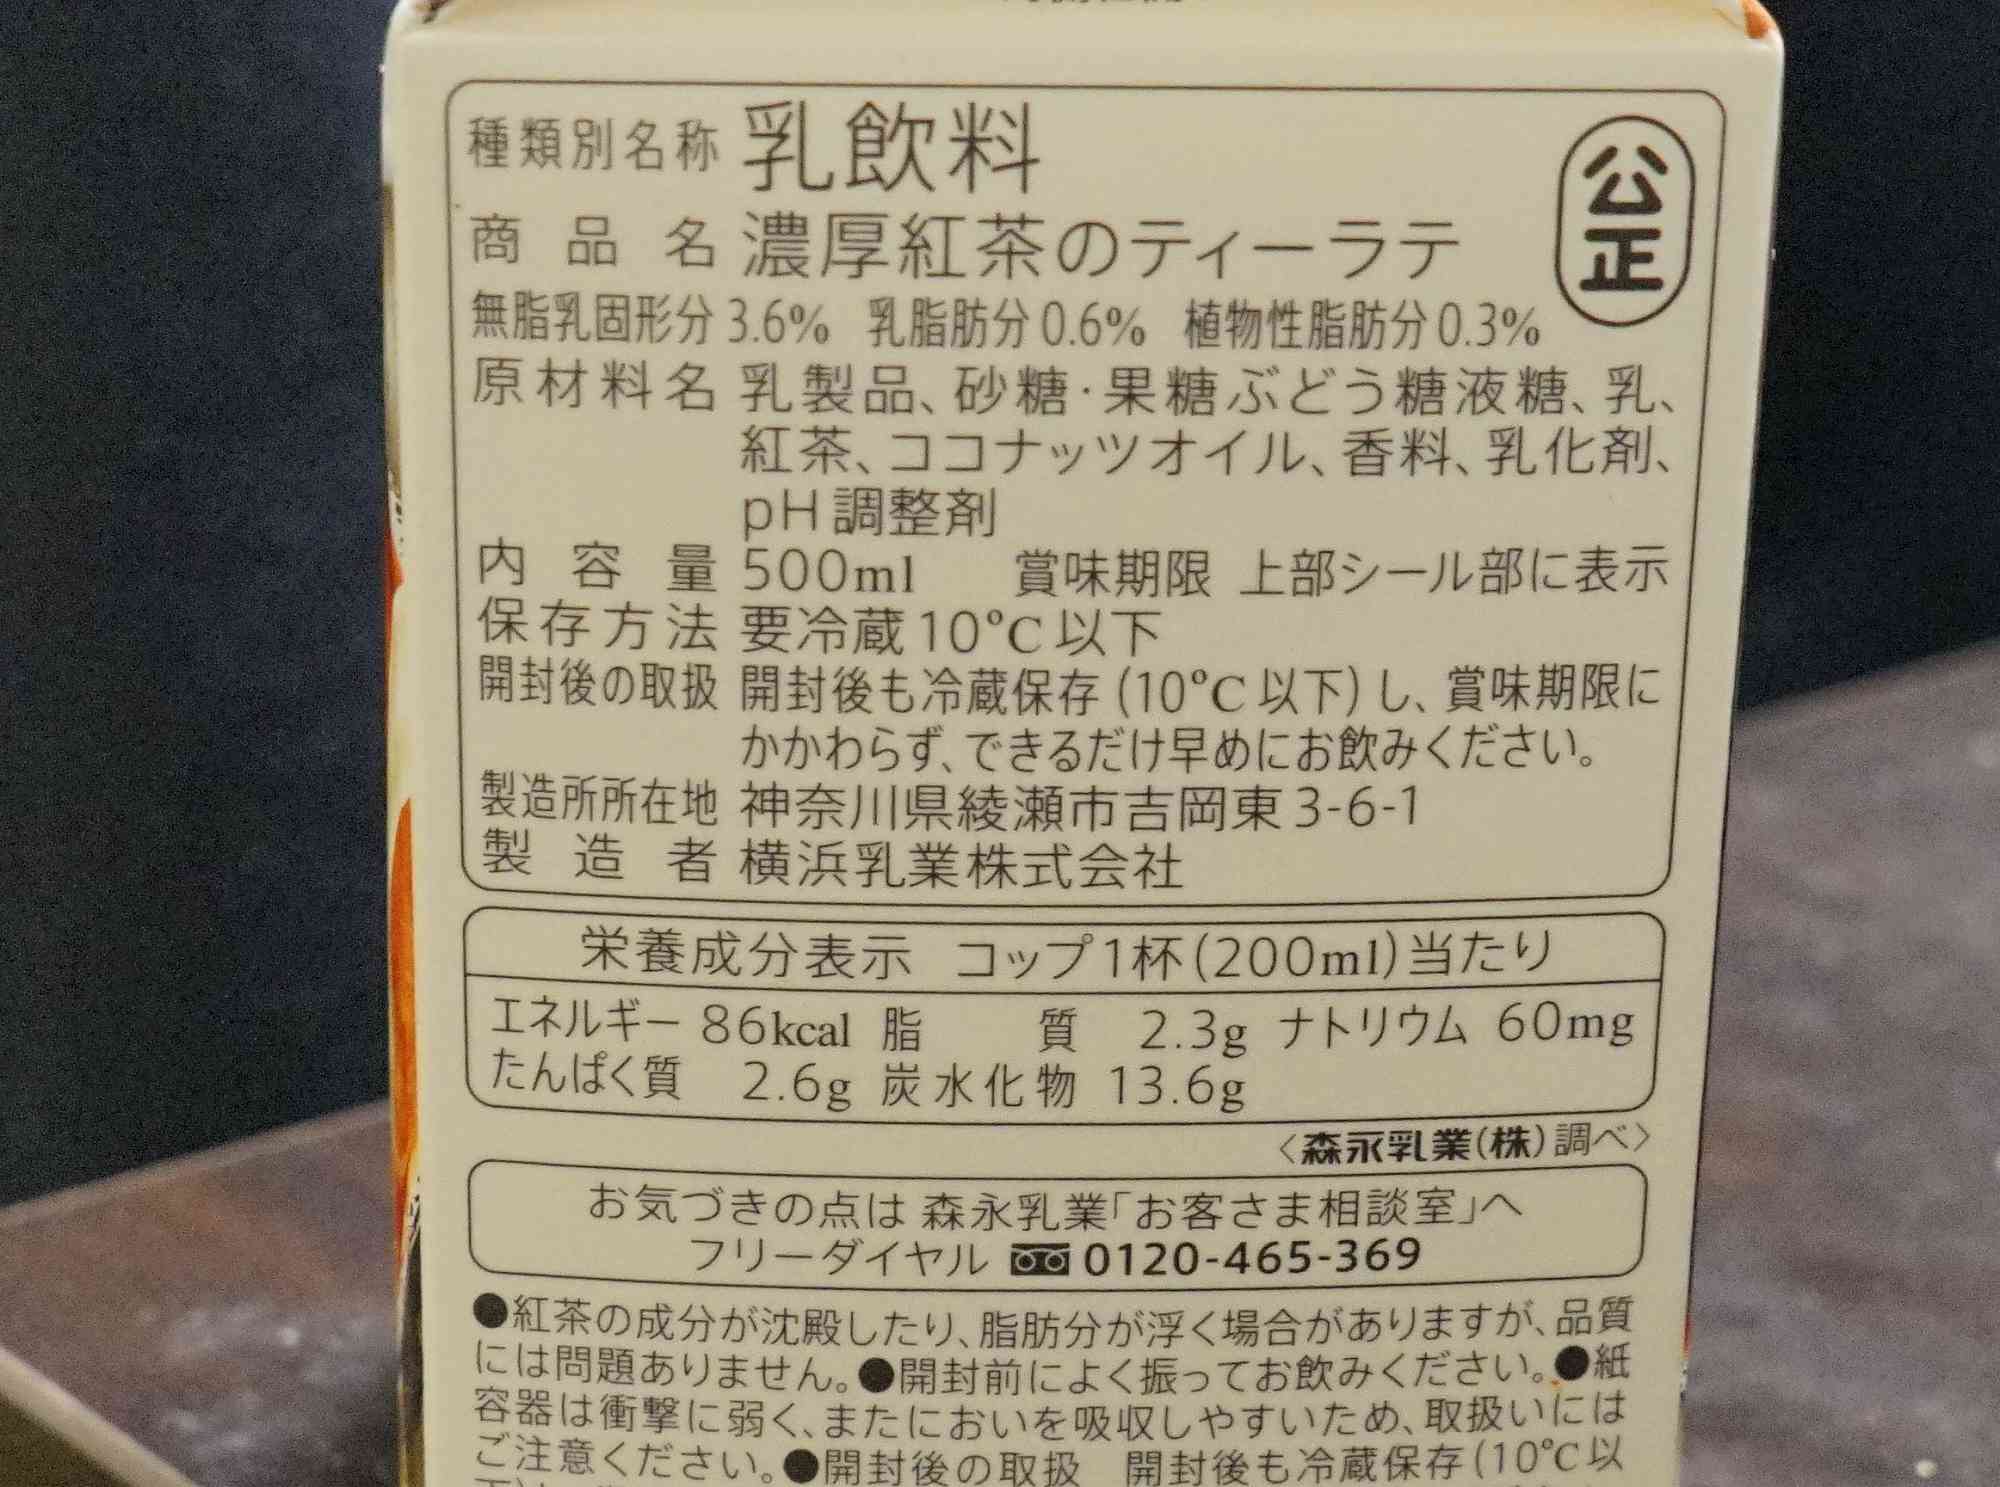 種類別名称 乳飲料
公正
商品名 濃厚紅茶のティーラテ
無脂乳固形分 3.6% 乳脂肪分 0.6% 植物性脂肪分 0.3%
原材料名 乳製品、砂糖・果糖ぶどう糖液糖、乳、
紅茶、ココナッツオイル、香料、乳化剤、
pH調整剤
内容量 500ml 賞味期限 上部シール部に表示
保存方法 要冷蔵10℃以下
開封後の取扱 開封後も冷蔵保存(10℃以下)し、賞味期限に
かかわらず、できるだけ早めにお飲みください。
製造所所在地 神奈川県綾瀬市吉岡東3-6-1
製造者 横浜乳業株式会社
栄養成分表示 コップ1杯(200ml)当たり
エネルギー 86kcal 脂質 2.3g ナトリウム 60mg
たんぱく質 2.6g 炭水化物 13.6g
〈森永乳業(株)調べ〉
お気づきの点は 森永乳業「お客さま相談室」へ
フリーダイヤル 0120-465-369
●紅茶の成分が沈殿したり、脂肪分が浮く場合がありますが、品質
には問題ありません。●開封前によく振ってお飲みください。●紙
容器は衝撃に弱く、またにおいを吸収しやすいため、取扱いには
ご注意ください。●開封後の取扱 開封後も冷蔵保存(10℃以